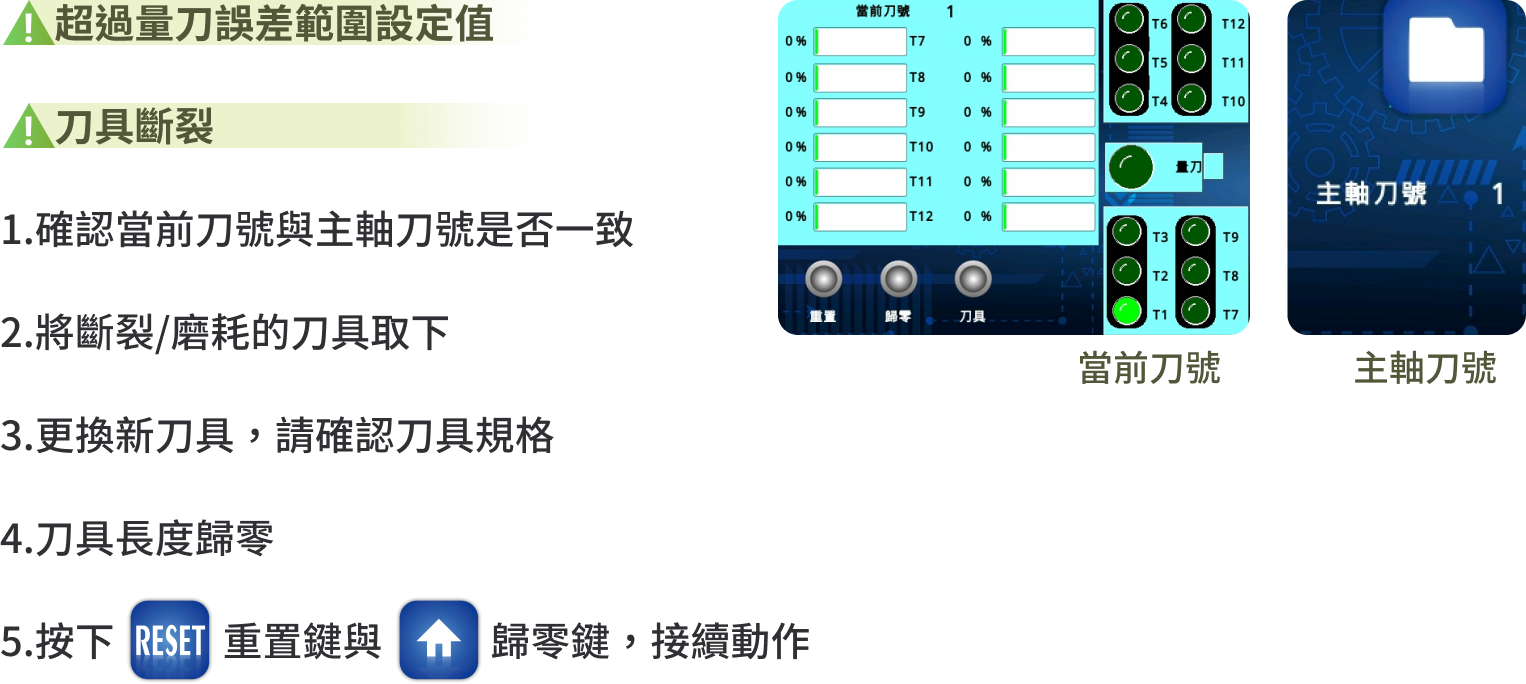 超過量刀誤差範圍設定值
刀具斷裂
1.確認當前刀號與主軸刀號是否一致
2.將斷裂/磨耗的刀具取下
3.更換新刀具，請確認刀具規格
4.刀具長度歸零
5.按下 RESET 重置鍵與 歸零鍵，接續動作
當前刀號 1
0 % T7 0 %
0 % T8 0 %
0 % T9 0 %
0 % T10 0 %
0 % T11 0 %
0 % T12 0 %
重置 歸零 刀具
T6 T12
T5 T11
T4 T10
量刀
T3 T9
T2 T8
T1 T7
當前刀號
主軸刀號 1
主軸刀號